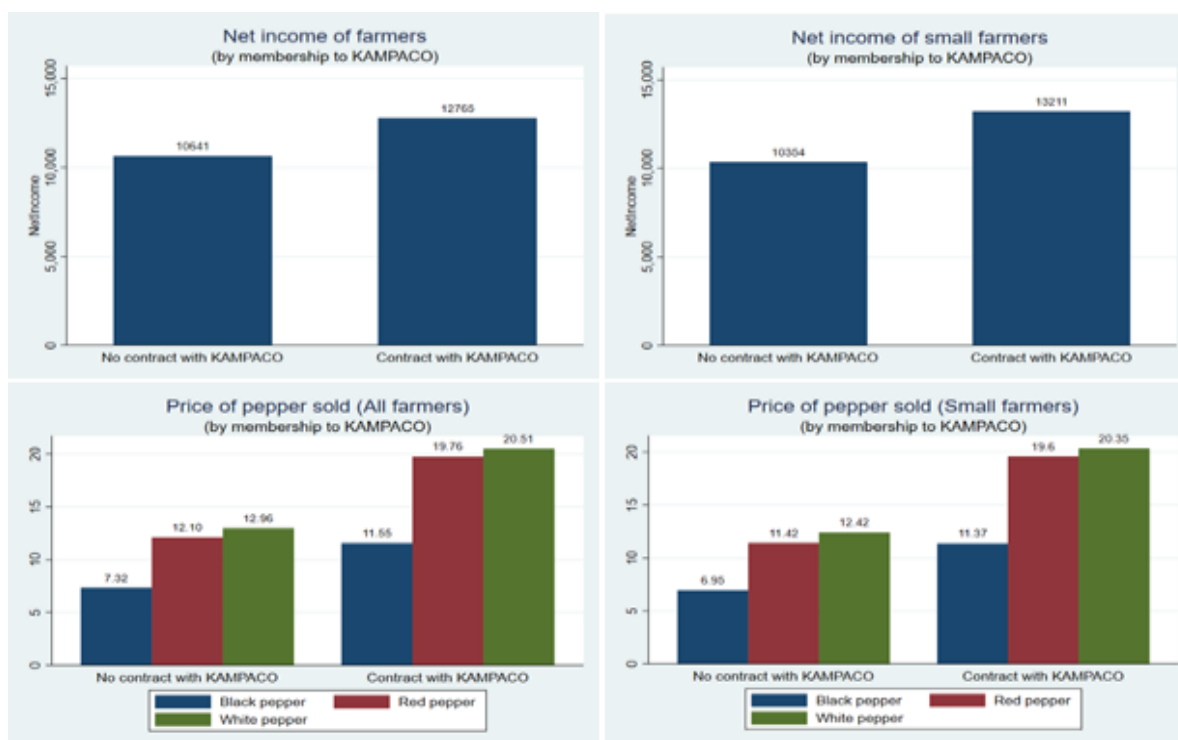 Net income of farmers
(by membership to KAMPACO)
15,000
10,000
5,000
0
NetIncome
10641
12765
No contract with KAMPACO
Contract with KAMPACO
Net income of small farmers
(by membership to KAMPACO)
15,000
10,000
5,000
0
NetIncome
10354
13211
No contract with KAMPACO
Contract with KAMPACO
Price of pepper sold (All farmers)
(by membership to KAMPACO)
20
15
10
5
0
7.32
12.10
12.96
11.55
19.76
20.51
No contract with KAMPACO
Contract with KAMPACO
Black pepper
Red pepper
White pepper
Price of pepper sold (Small farmers)
(by membership to KAMPACO)
20
15
10
5
0
6.95
11.42
12.42
11.37
19.6
20.35
No contract with KAMPACO
Contract with KAMPACO
Black pepper
Red pepper
White pepper